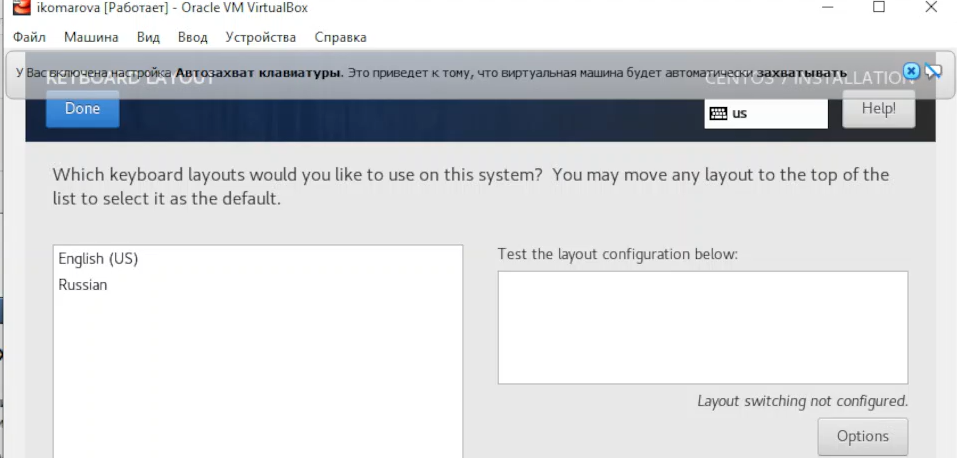 ikomarova [Работает] - Oracle VM VirtualBox
Файл Машина Вид Ввод Устройства Справка
У Вас включена настройка Автозахват клавиатуры. Это приведет к тому, что виртуальная машина будет автоматически захватывать
KEYBOARD LAYOUT
CENTOS 7 INSTALLATION
Done
us
Help!
Which keyboard layouts would you like to use on this system? You may move any layout to the top of the
list to select it as the default.
English (US)
Russian
Test the layout configuration below:
Layout switching not configured.
Options